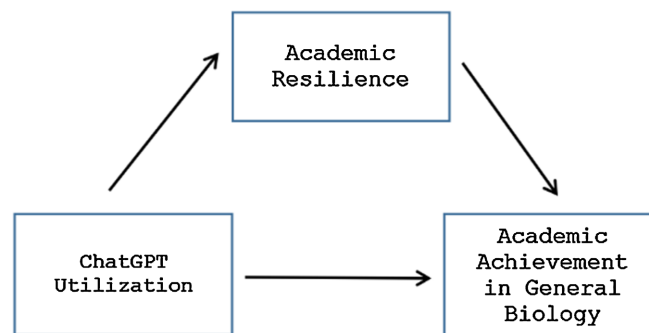 Academic
Resilience
ChatGPT
Utilization
Academic
Achievement
in General
Biology